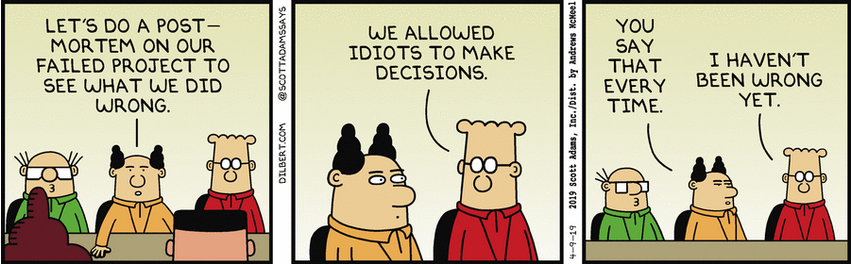 LET'S DO A POST-
MORTEM ON OUR
FAILED PROJECT TO
SEE WHAT WE DID
WRONG.
DILBERT.COM @SCOTTADAMSSAYS
WE ALLOWED
IDIOTS TO MAKE
DECISIONS.
4-9-19 2019 Scott Adams, Inc./Dist. by Andrews McMeel
YOU
SAY
THAT
EVERY
TIME.
I HAVEN'T
BEEN WRONG
YET.